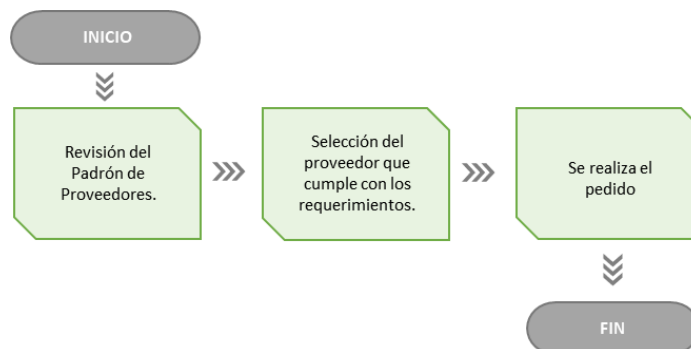 INICIO
Revisión del
Padrón de
Proveedores.
Selección del
proveedor que
cumple con los
requerimientos.
Se realiza el
pedido
FIN